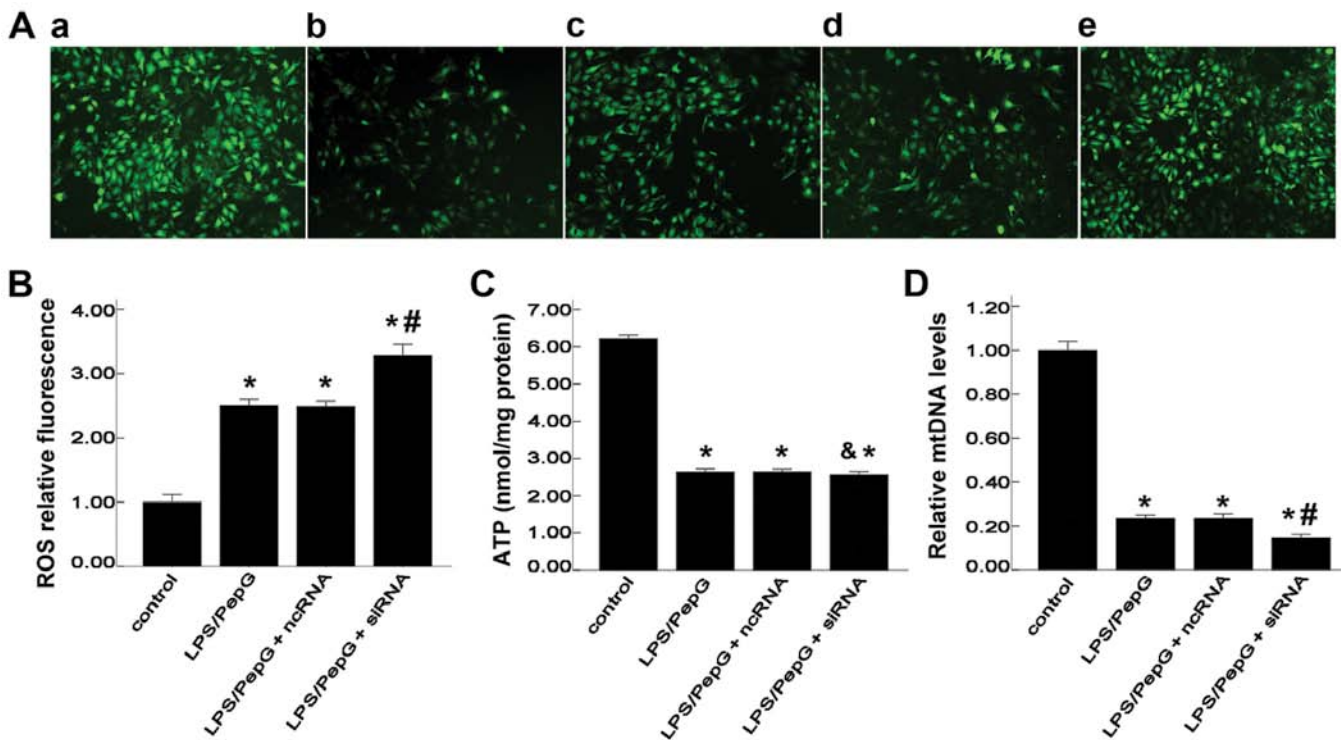 A a b c d e
B
ROS relative fluorescence
4.00
3.00
2.00
1.00
0.00
* * *#
control
LPS/PepG
LPS/PepG + ncRNA
LPS/PepG + siRNA
C
ATP (nmol/mg protein)
7.00
6.00
5.00
4.00
3.00
2.00
1.00
0.00
* * & *
control
LPS/PepG
LPS/PepG + ncRNA
LPS/PepG + siRNA
D
Relative mtDNA levels
1.20
1.00
0.80
0.60
0.40
0.20
0.00
* * *#
control
LPS/PepG
LPS/PepG + ncRNA
LPS/PepG + siRNA